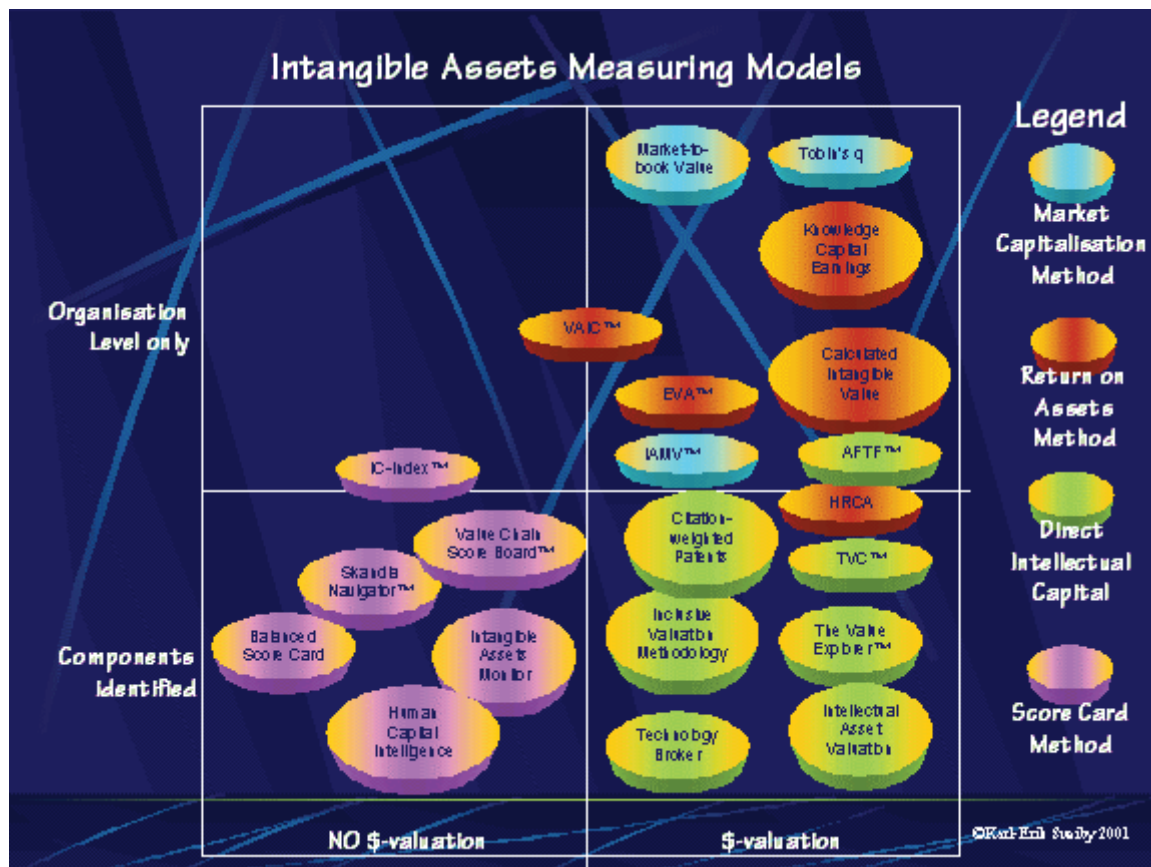 Intangible Assets Measuring Models
Legend
Market-to-
book Value
Tobin's q
Market
Capitalisation
Method
Knowledge
Capital
Earnings
Organisation
Level only
VAIC™
Calculated
Intangible
Value
Return on
Assets
Method
EVA™
IAMV™
AFTF™
IC-Index™
HRCA
Citation-
weighted
Patents
Value Chain
Score Board™
TVC™
Direct
Intellectual
Capital
Skandia
Navigator™
Balanced
Score Card
Intangible
Assets
Monitor
Inclusive
Valuation
Methodology
The Value
Explorer™
Components
identified
Human
Capital
Intelligence
Technology
Broker
Intellectual
Asset
Valuation
Score Card
Method
NO $-valuation
$-valuation
©Karl-Erik Sveiby 2001